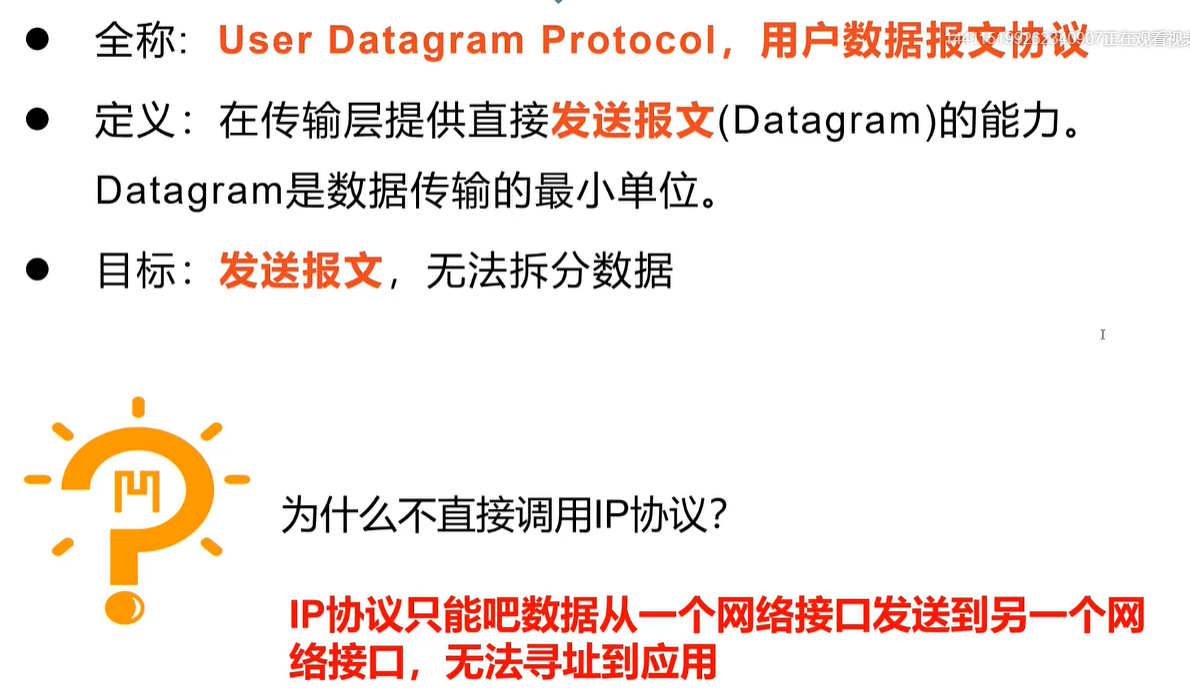 ● 全称：User Datagram Protocol，用户数据报文协议
正在观看视频
● 定义：在传输层提供直接发送报文(Datagram)的能力。
Datagram是数据传输的最小单位。
● 目标：发送报文，无法拆分数据
为什么不直接调用IP协议？
IP协议只能吧数据从一个网络接口发送到另一个网
络接口，无法寻址到应用